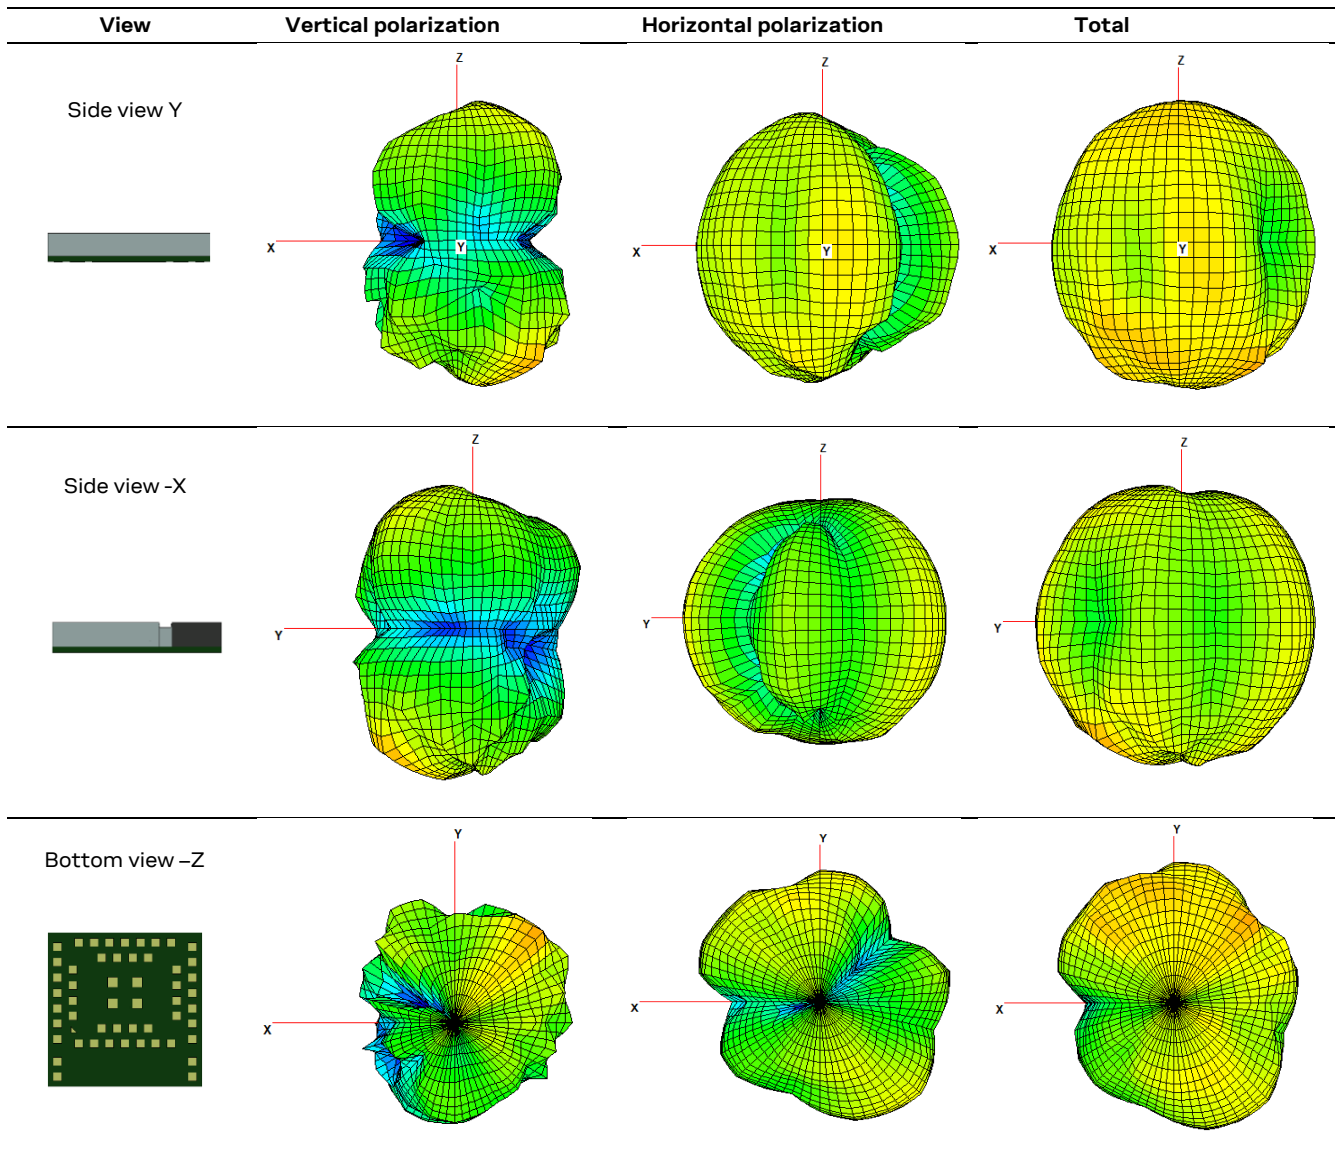 View Vertical polarization Horizontal polarization Total
Side view Y
Z
X
Y
Z
X
Y
Z
X
Y
Side view -X
Z
Y
Z
Y
Z
Y
Bottom view –Z
Y
X
Y
X
Y
X